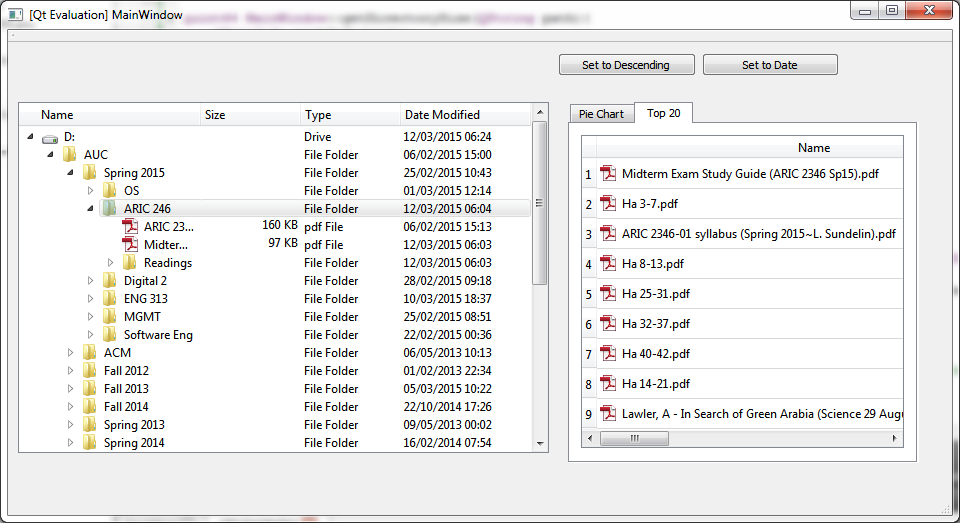 [Qt Evaluation] MainWindow
Set to Descending Set to Date
Name Size Type Date Modified
D: Drive 12/03/2015 06:24
AUC File Folder 06/02/2015 15:00
Spring 2015 File Folder 25/02/2015 10:43
OS File Folder 01/03/2015 12:14
ARIC 246 File Folder 12/03/2015 06:04
ARIC 23... 160 KB pdf File 06/02/2015 15:13
Midter... 97 KB pdf File 12/03/2015 06:03
Readings File Folder 12/03/2015 06:03
Digital 2 File Folder 28/02/2015 09:18
ENG 313 File Folder 10/03/2015 18:37
MGMT File Folder 25/02/2015 08:51
Software Eng File Folder 22/02/2015 00:36
ACM File Folder 06/05/2013 10:13
Fall 2012 File Folder 01/02/2013 22:34
Fall 2013 File Folder 05/03/2015 10:22
Fall 2014 File Folder 22/10/2014 17:26
Spring 2013 File Folder 09/05/2013 00:02
Spring 2014 File Folder 16/02/2014 07:54
Pie Chart Top 20
Name
1 Midterm Exam Study Guide (ARIC 2346 Sp15).pdf
2 Ha 3-7.pdf
3 ARIC 2346-01 syllabus (Spring 2015~L. Sundelin).pdf
4 Ha 8-13.pdf
5 Ha 25-31.pdf
6 Ha 32-37.pdf
7 Ha 40-42.pdf
8 Ha 14-21.pdf
9 Lawler, A - In Search of Green Arabia (Science 29 Augu